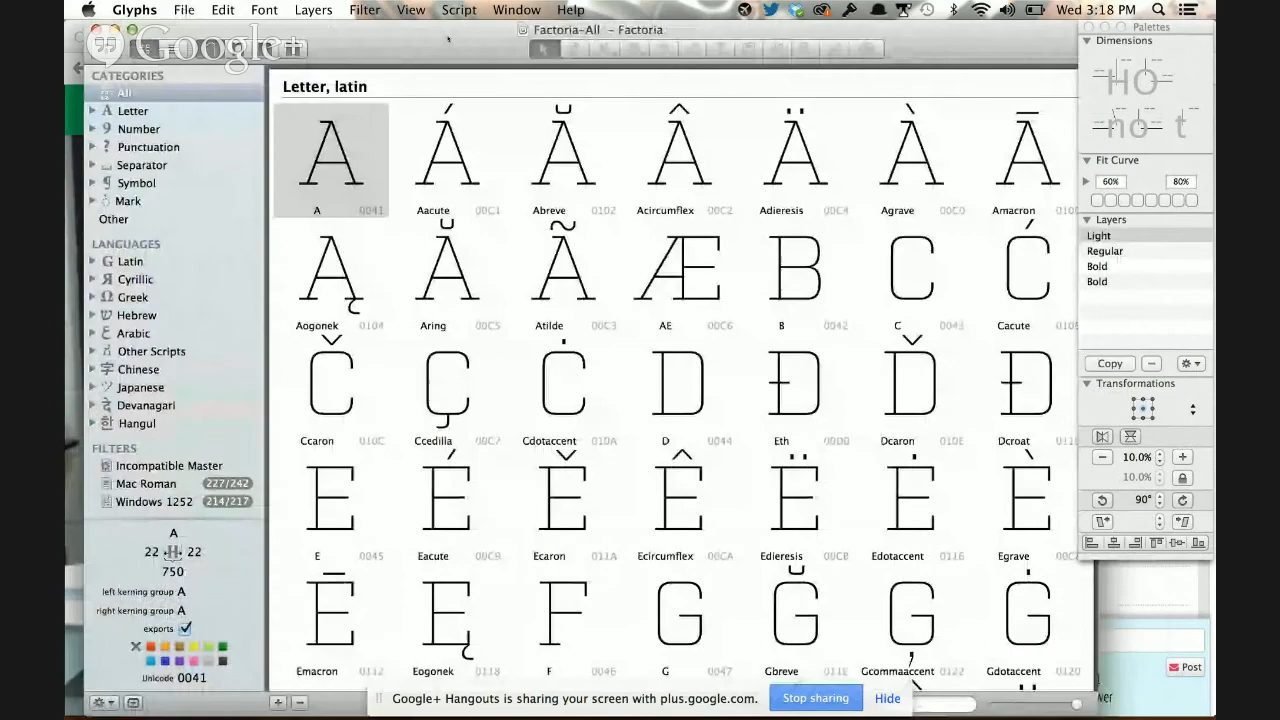 Glyphs File Edit Font Layers Filter View Script Window Help Wed 3:18 PM
Google+
Factoria-All - Factoria
Palettes
CATEGORIES
All
Letter
Number
Punctuation
Separator
Symbol
Mark
Other
LANGUAGES
Latin
Cyrillic
Greek
Hebrew
Arabic
Other Scripts
Chinese
Japanese
Devanagari
Hangul
FILTERS
Incompatible Master
Mac Roman 227/242
Windows 1252 214/217
A
22 22
750
left kerning group A
right kerning group A
exports
Unicode 0041
Letter, latin
A Á Ă Â Ä À Ā
A 0041 Aacute 00C1 Abreve 0102 Acircumflex 00C2 Adieresis 00C4 Agrave 00C0 Amacron
Ą Å Ã Æ B C Ć
Aogonek 0104 Aring 00C5 Atilde 00C3 AE 00C6 B 0042 C 0043 Cacute
Č Ç Ċ D Ð Ď Đ
Ccaron 010C Ccedilla 00C7 Cdotaccent 010A D 0044 Eth 00D0 Dcaron 010E Dcroat
E É Ě Ê Ë Ė È
E 0045 Eacute 00C9 Ecaron 011A Ecircumflex 00CA Edieresis 00CB Edotaccent 0116 Egrave
Ē Ę F G Ğ Ģ Ġ
Emacron 0112 Eogonek 0118 F 0046 G 0047 Gbreve 011E Gcommaaccent 0122 Gdotaccent 0120
Dimensions
HO
no t
Fit Curve
60% 80%
Layers
Light
Regular
Bold
Bold
Copy
Transformations
10.0%
10.0%
90°
Post
Google+ Hangouts is sharing your screen with plus.google.com. Stop sharing Hide